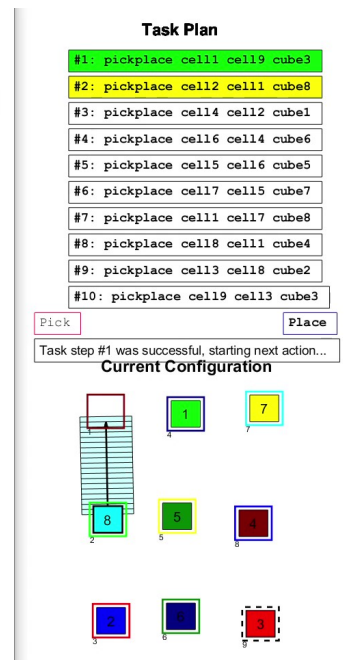 Task Plan
#1: pickplace cell1 cell9 cube3
#2: pickplace cell2 cell1 cube8
#3: pickplace cell4 cell2 cube1
#4: pickplace cell6 cell4 cube6
#5: pickplace cell5 cell6 cube5
#6: pickplace cell7 cell5 cube7
#7: pickplace cell1 cell7 cube8
#8: pickplace cell8 cell1 cube4
#9: pickplace cell3 cell8 cube2
#10: pickplace cell9 cell3 cube3
Pick Place
Task step #1 was successful, starting next action...
Current Configuration
1 7
1 4 7
8 5 4
2 5 8
2 6 3
3 6 9